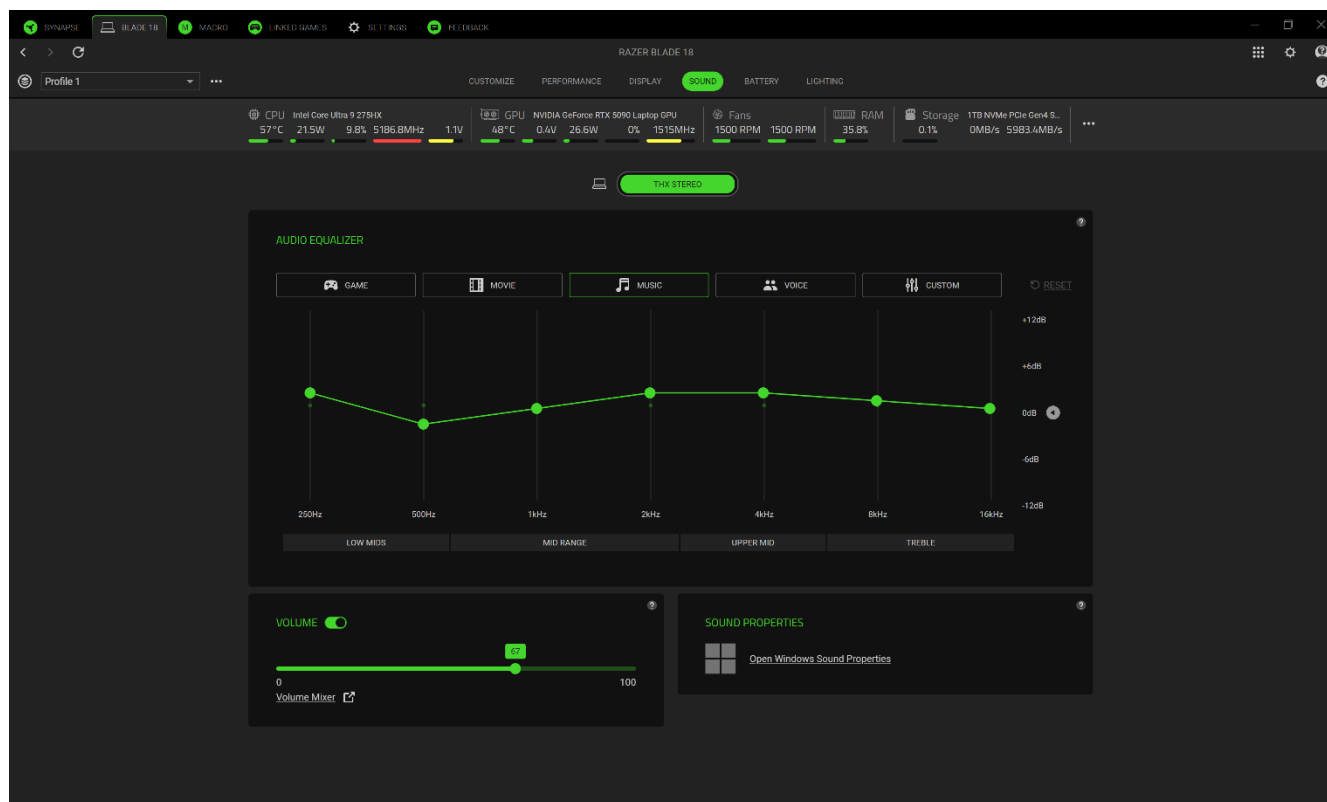 SYNAPSE BLADE 18 M MACRO LINKED GAMES SETTINGS FEEDBACK
RAZER BLADE 18
Profile 1 CUSTOMIZE PERFORMANCE DISPLAY SOUND BATTERY LIGHTING ?
CPU Intel Core Ultra 9 275HX GPU NVIDIA GeForce RTX 5090 Laptop GPU Fans RAM Storage 1TB NVMe PCIe Gen4 S...
57°C 21.5W 9.8% 5186.8MHz 1.1V 48°C 0.4V 26.6W 0% 1515MHz 1500 RPM 1500 RPM 35.8% 0.1% 0MB/s 5983.4MB/s
THX STEREO
?
AUDIO EQUALIZER
GAME MOVIE MUSIC VOICE CUSTOM RESET
+12dB
+6dB
0dB
-6dB
-12dB
250Hz 500Hz 1kHz 2kHz 4kHz 8kHz 16kHz
LOW MIDS MID RANGE UPPER MID TREBLE
? ?
VOLUME SOUND PROPERTIES
67
Open Windows Sound Properties
0 100
Volume Mixer